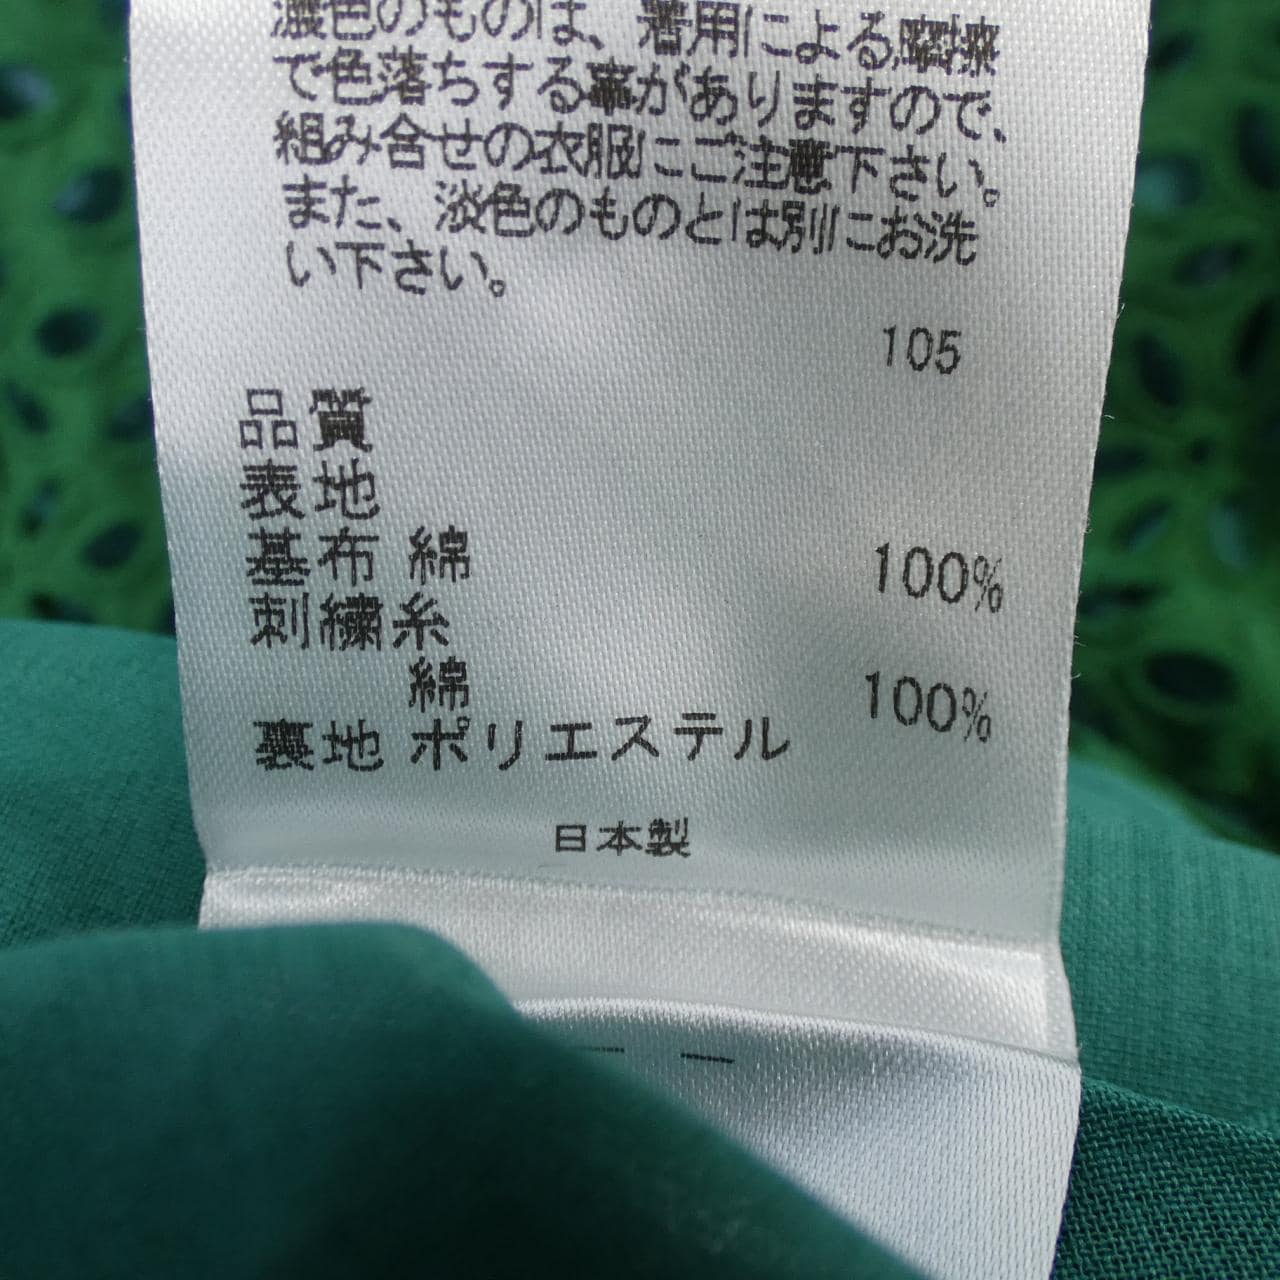 濃色のものは、着用による摩擦
で色落ちする事がありますので、
組み合せの衣服にご注意下さい。
また、淡色のものとは別にお洗
い下さい。
105
品質
表地
基布 綿 100%
刺繍糸
綿 100%
裏地 ポリエステル
日本製